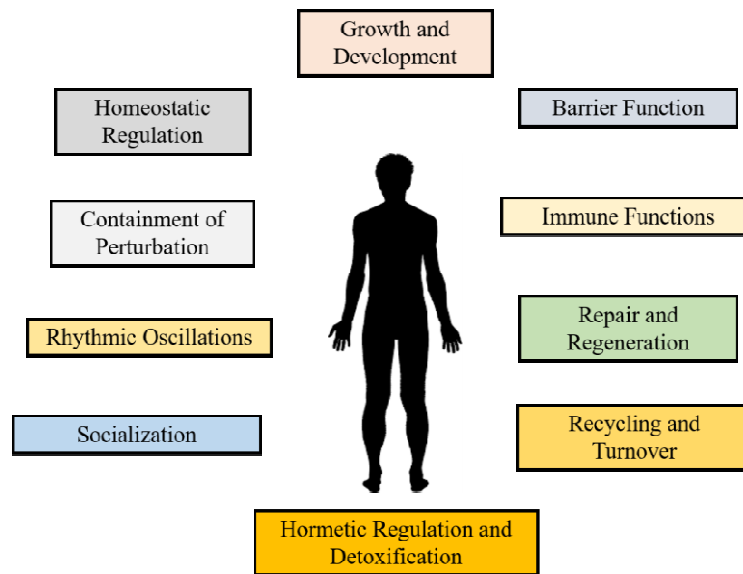 Growth and
Development
Homeostatic
Regulation
Barrier Function
Containment of
Perturbation
Immune Functions
Rhythmic Oscillations
Repair and
Regeneration
Socialization
Recycling and
Turnover
Hormetic Regulation and
Detoxification